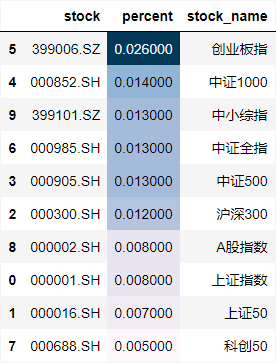 stock percent stock_name
5 399006.SZ 0.026000 创业板指
4 000852.SH 0.014000 中证1000
9 399101.SZ 0.013000 中小综指
6 000985.SH 0.013000 中证全指
3 000905.SH 0.013000 中证500
2 000300.SH 0.012000 沪深300
8 000002.SH 0.008000 A股指数
0 000001.SH 0.008000 上证指数
1 000016.SH 0.007000 上证50
7 000688.SH 0.005000 科创50